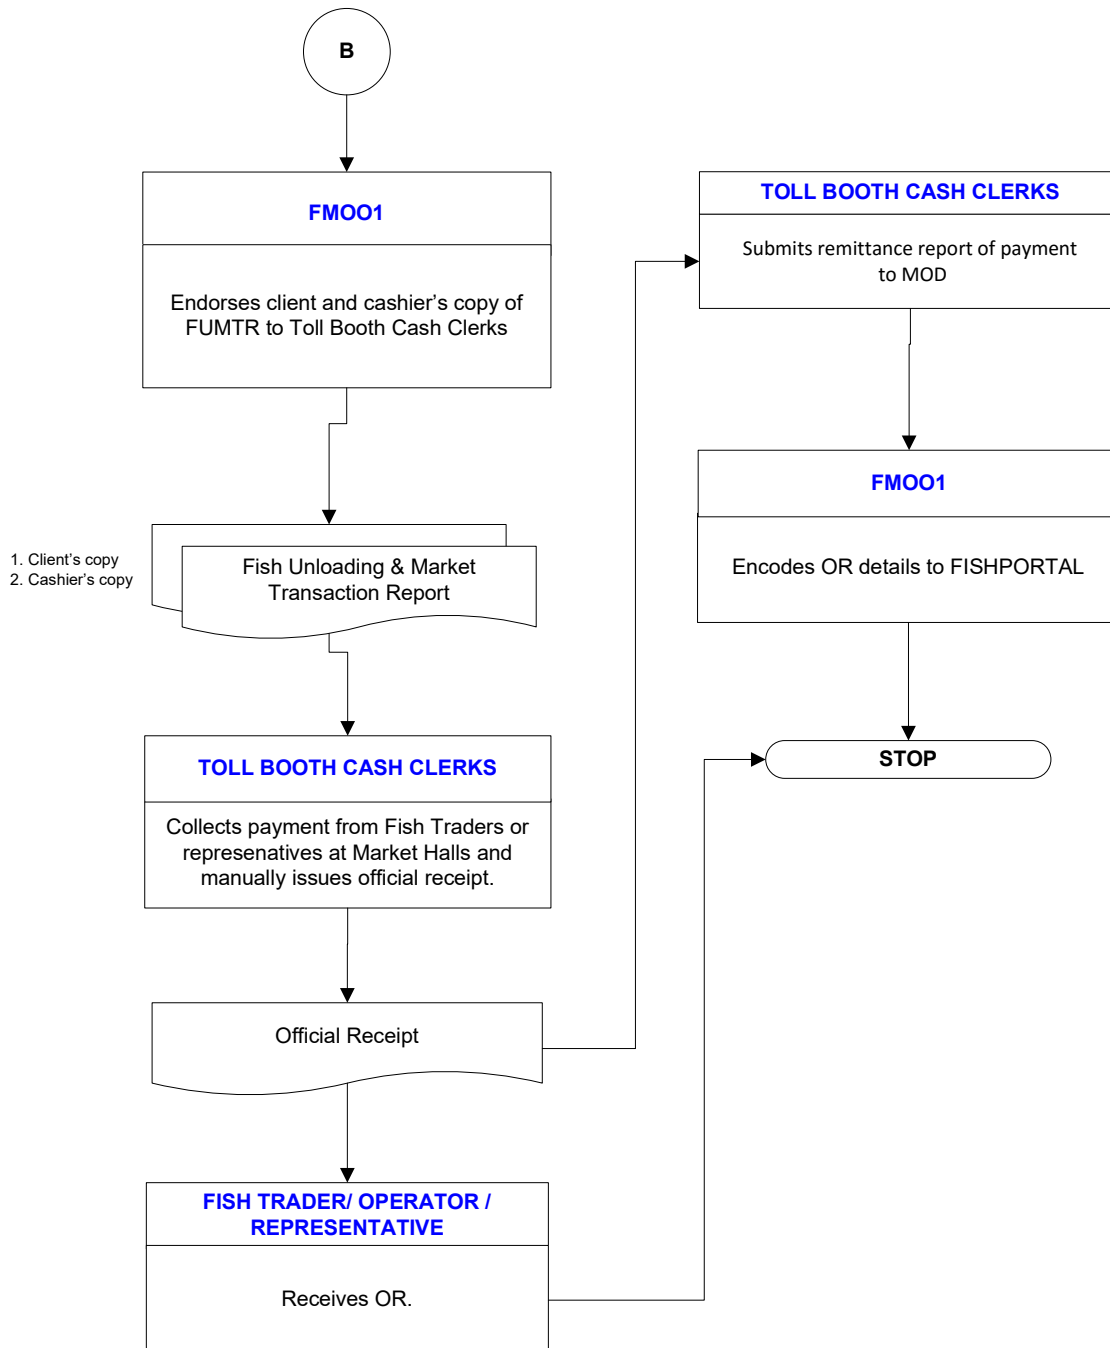 B
FMOO1
Endorses client and cashier’s copy of
FUMTR to Toll Booth Cash Clerks
1. Client’s copy
2. Cashier’s copy
Fish Unloading & Market
Transaction Report
TOLL BOOTH CASH CLERKS
Collects payment from Fish Traders or
represenatives at Market Halls and
manually issues official receipt.
Official Receipt
FISH TRADER/ OPERATOR /
REPRESENTATIVE
Receives OR.
TOLL BOOTH CASH CLERKS
Submits remittance report of payment
to MOD
FMOO1
Encodes OR details to FISHPORTAL
STOP